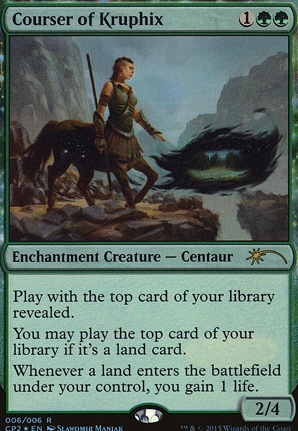 Courser of Kruphix 1
Enchantment Creature — Centaur
Play with the top card of your library
revealed.
You may play the top card of your
library if it's a land card.
Whenever a land enters the battlefield
under your control, you gain 1 life.
2/4
006/006 R
CP2 ★ EN Slawomir Maniak ™ & © 2015 Wizards of the Coast